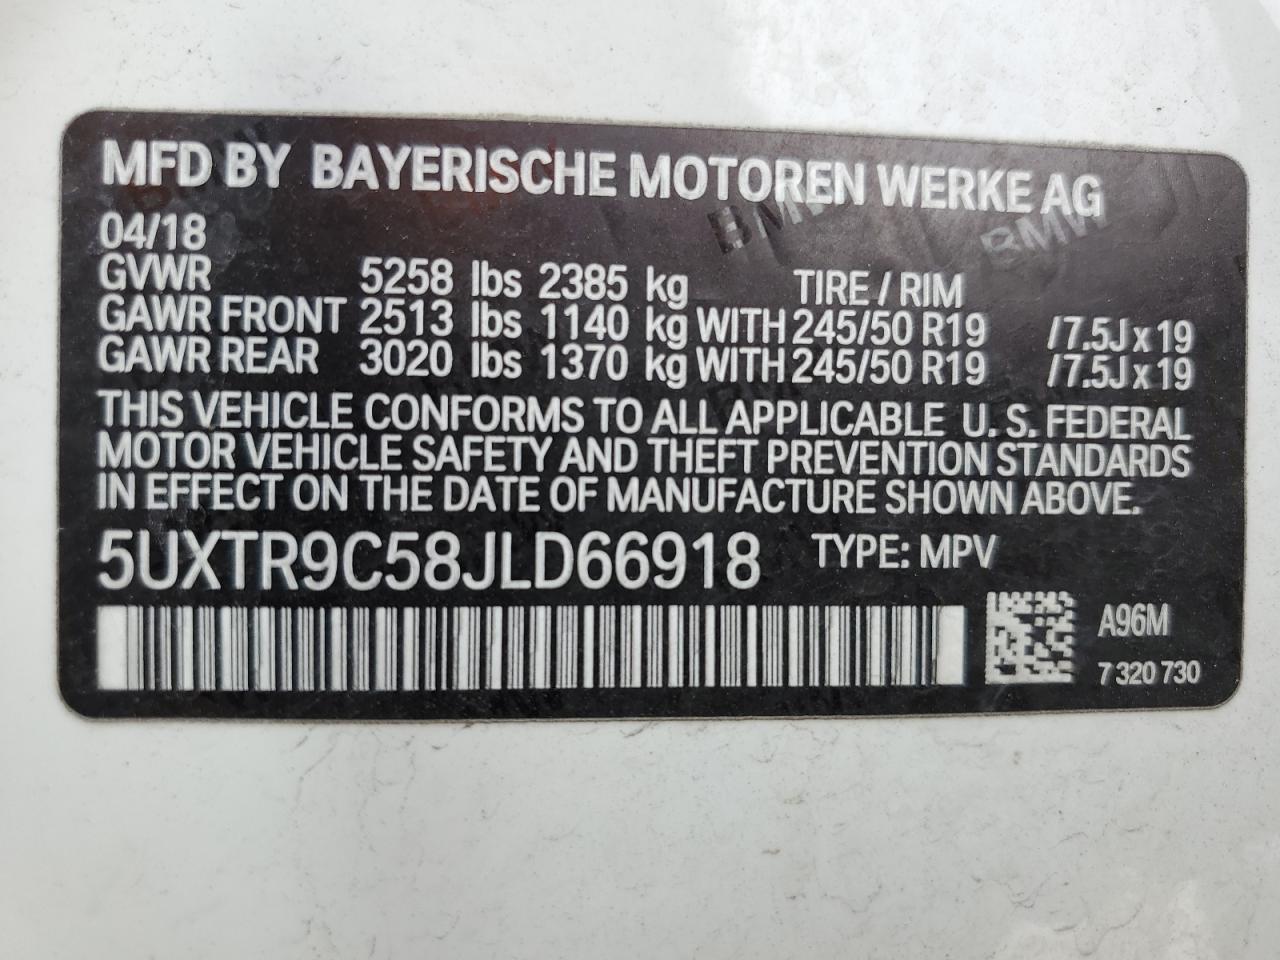 MFD BY BAYERISCHE MOTOREN WERKE AG
04/18
GVWR 5258 lbs 2385 kg TIRE / RIM
GAWR FRONT 2513 lbs 1140 kg WITH 245/50 R19 /7.5J x 19
GAWR REAR 3020 lbs 1370 kg WITH 245/50 R19 /7.5J x 19
THIS VEHICLE CONFORMS TO ALL APPLICABLE U. S. FEDERAL
MOTOR VEHICLE SAFETY AND THEFT PREVENTION STANDARDS
IN EFFECT ON THE DATE OF MANUFACTURE SHOWN ABOVE.
5UXTR9C58JLD66918 TYPE: MPV
A96M
7 320 730
BMW
BMW
BMW